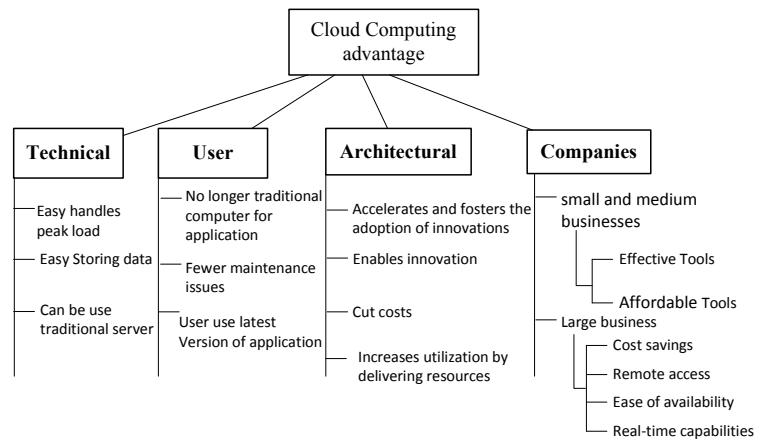 Cloud Computing
advantage
Technical
Easy handles
peak load
Easy Storing data
Can be use
traditional server
User
No longer traditional
computer for
application
Fewer maintenance
issues
User use latest
Version of application
Architectural
Accelerates and fosters the
adoption of innovations
Enables innovation
Cut costs
Increases utilization by
delivering resources
Companies
small and medium
businesses
Effective Tools
Affordable Tools
Large business
Cost savings
Remote access
Ease of availability
Real-time capabilities